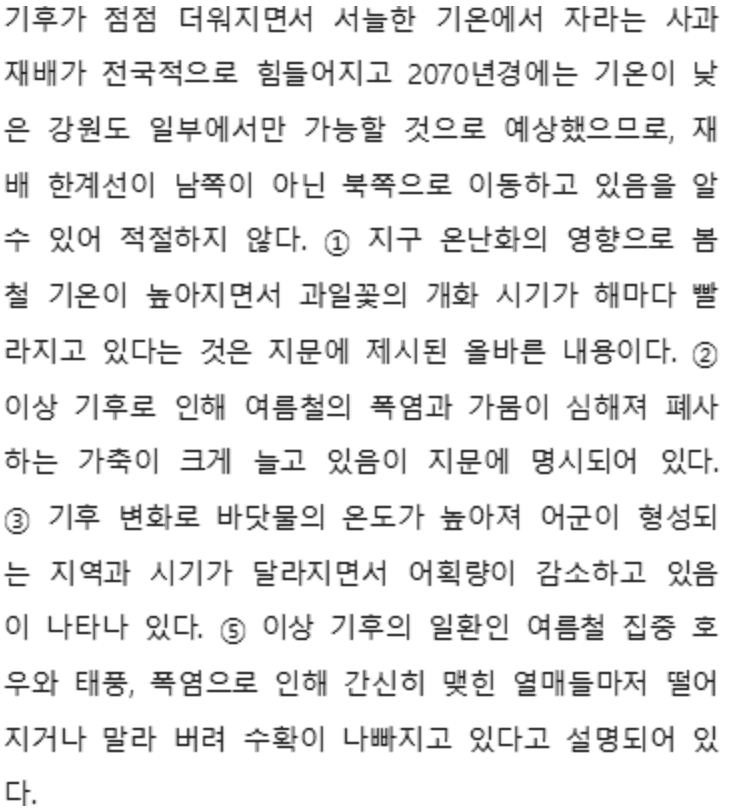 기후가 점점 더워지면서 서늘한 기온에서 자라는 사과
재배가 전국적으로 힘들어지고 2070년경에는 기온이 낮
은 강원도 일부에서만 가능할 것으로 예상했으므로, 재
배 한계선이 남쪽이 아닌 북쪽으로 이동하고 있음을 알
수 있어 적절하지 않다. ① 지구 온난화의 영향으로 봄
철 기온이 높아지면서 과일꽃의 개화 시기가 해마다 빨
라지고 있다는 것은 지문에 제시된 올바른 내용이다. ②
이상 기후로 인해 여름철의 폭염과 가뭄이 심해져 폐사
하는 가축이 크게 늘고 있음이 지문에 명시되어 있다.
③ 기후 변화로 바닷물의 온도가 높아져 어군이 형성되
는 지역과 시기가 달라지면서 어획량이 감소하고 있음
이 나타나 있다. ⑤ 이상 기후의 일환인 여름철 집중 호
우와 태풍, 폭염으로 인해 간신히 맺힌 열매들마저 떨어
지거나 말라 버려 수확이 나빠지고 있다고 설명되어 있
다.